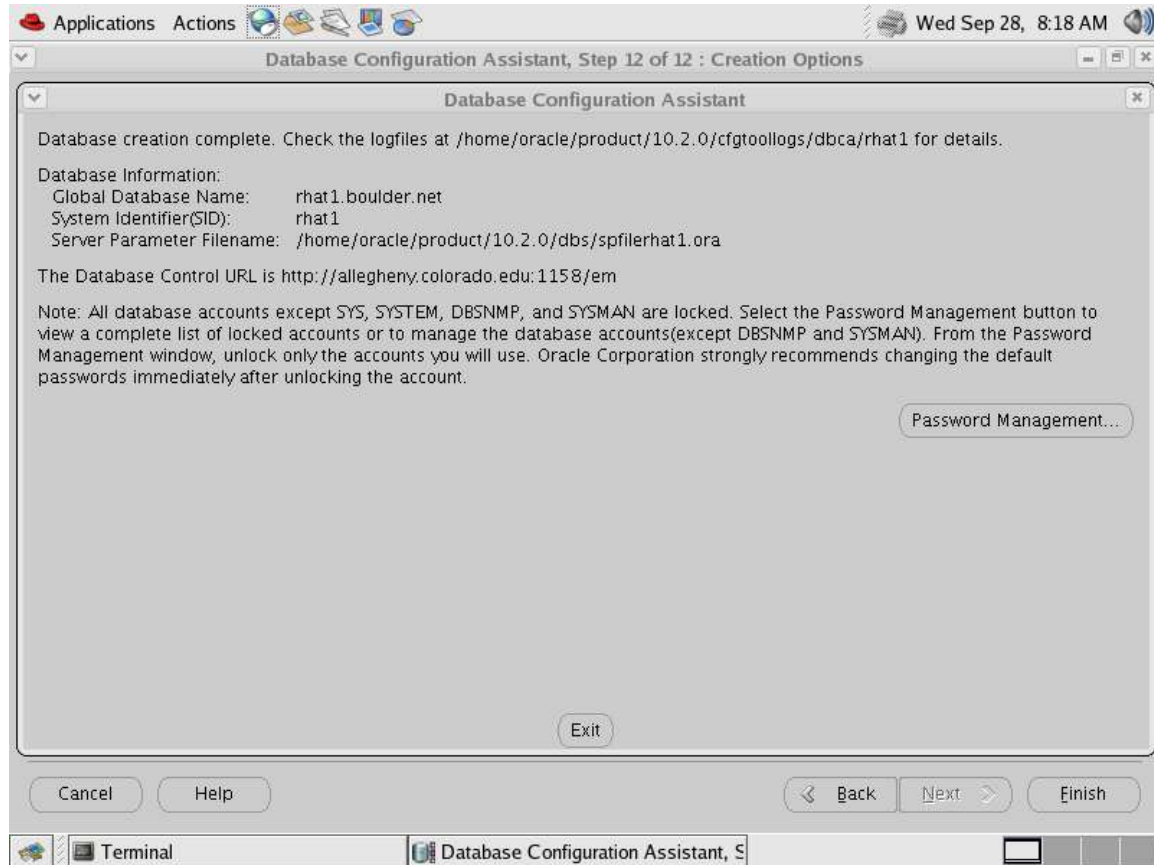 Applications Actions Wed Sep 28, 8:18 AM
Database Configuration Assistant, Step 12 of 12 : Creation Options
Database Configuration Assistant
Database creation complete. Check the logfiles at /home/oracle/product/10.2.0/cfgtoollogs/dbca/rhat1 for details.
Database Information:
Global Database Name: rhat1.boulder.net
System Identifier(SID): rhat1
Server Parameter Filename: /home/oracle/product/10.2.0/dbs/spfilerhat1.ora
The Database Control URL is http://allegheny.colorado.edu:1158/em
Note: All database accounts except SYS, SYSTEM, DBSNMP, and SYSMAN are locked. Select the Password Management button to
view a complete list of locked accounts or to manage the database accounts(except DBSNMP and SYSMAN). From the Password
Management window, unlock only the accounts you will use. Oracle Corporation strongly recommends changing the default
passwords immediately after unlocking the account.
Password Management...
Exit
Cancel Help Back Next Finish
Terminal Database Configuration Assistant, S